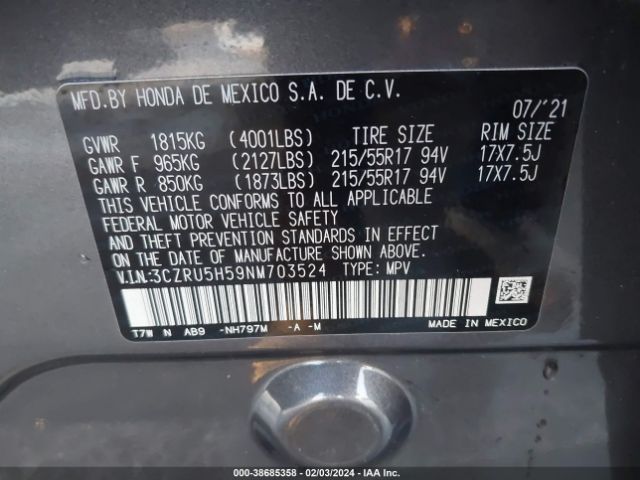 MFD.BY HONDA DE MEXICO S.A. DE C.V.
07/'21
GVWR 1815KG (4001LBS) TIRE SIZE RIM SIZE
GAWR F 965KG (2127LBS) 215/55R17 94V 17X7.5J
GAWR R 850KG (1873LBS) 215/55R17 94V 17X7.5J
THIS VEHICLE CONFORMS TO ALL APPLICABLE
FEDERAL MOTOR VEHICLE SAFETY
AND THEFT PREVENTION STANDARDS IN EFFECT
ON THE DATE OF MANUFACTURE SHOWN ABOVE.
V.I.N.:3CZRU5H59NM703524 TYPE: MPV
T7W N AB9 -NH797M -A -M MADE IN MEXICO
000-38685358 - 02/03/2024 - IAAI.COM